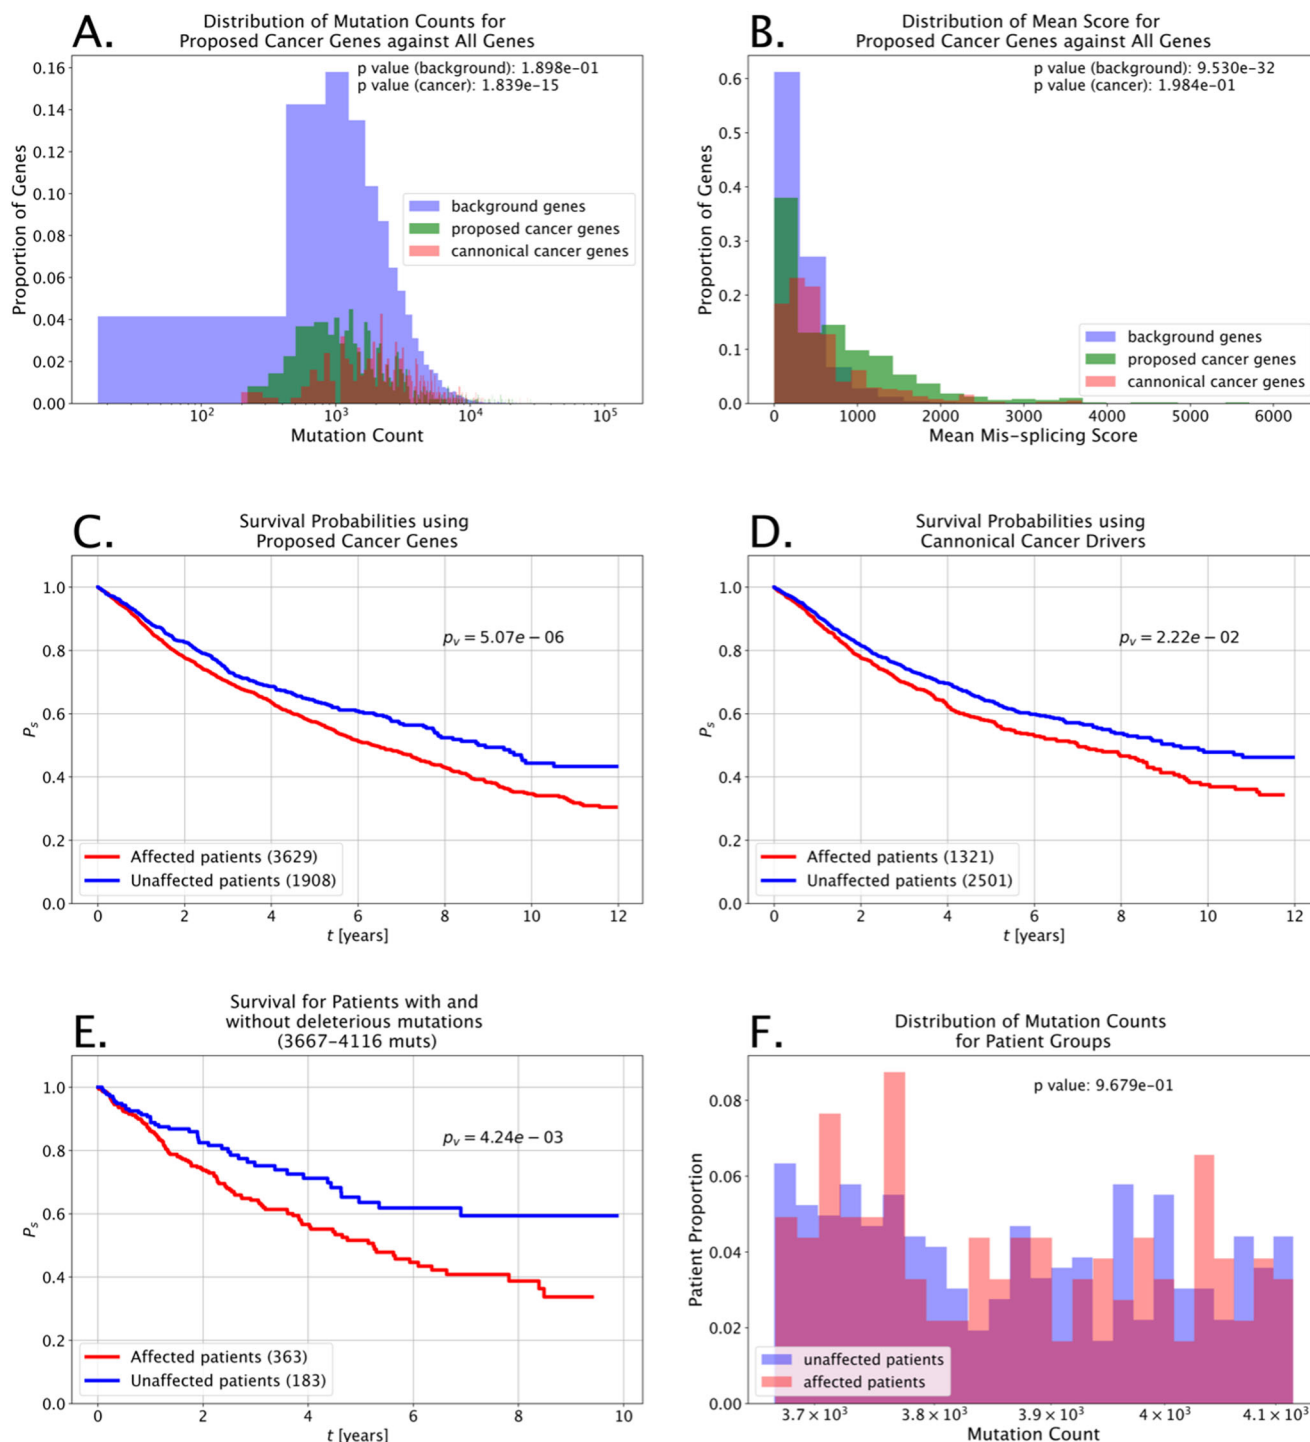 A.
Distribution of Mutation Counts for
Proposed Cancer Genes against All Genes
p value (background): 1.898e−01
p value (cancer): 1.839e−15
0.16
0.14
0.12
0.10
0.08
0.06
0.04
0.02
0.00
Proportion of Genes
background genes
proposed cancer genes
cannonical cancer genes
10² 10³ 10⁴ 10⁵
Mutation Count
B.
Distribution of Mean Score for
Proposed Cancer Genes against All Genes
p value (background): 9.530e−32
p value (cancer): 1.984e−01
0.6
0.5
0.4
0.3
0.2
0.1
0.0
Proportion of Genes
background genes
proposed cancer genes
cannonical cancer genes
0 1000 2000 3000 4000 5000 6000
Mean Mis-splicing Score
C.
Survival Probabilities using
Proposed Cancer Genes
pᵥ = 5.07e − 06
1.0
0.8
0.6
0.4
0.2
0.0
Pₛ
Affected patients (3629)
Unaffected patients (1908)
0 2 4 6 8 10 12
t [years]
D.
Survival Probabilities using
Cannonical Cancer Drivers
pᵥ = 2.22e − 02
1.0
0.8
0.6
0.4
0.2
0.0
Pₛ
Affected patients (1321)
Unaffected patients (2501)
0 2 4 6 8 10 12
t [years]
E.
Survival for Patients with and
without deleterious mutations
(3667–4116 muts)
pᵥ = 4.24e − 03
1.0
0.8
0.6
0.4
0.2
0.0
Pₛ
Affected patients (363)
Unaffected patients (183)
0 2 4 6 8 10
t [years]
F.
Distribution of Mutation Counts
for Patient Groups
p value: 9.679e−01
0.08
0.06
0.04
0.02
0.00
Patient Proportion
unaffected patients
affected patients
3.7 × 10³ 3.8 × 10³ 3.9 × 10³ 4 × 10³ 4.1 × 10³
Mutation Count